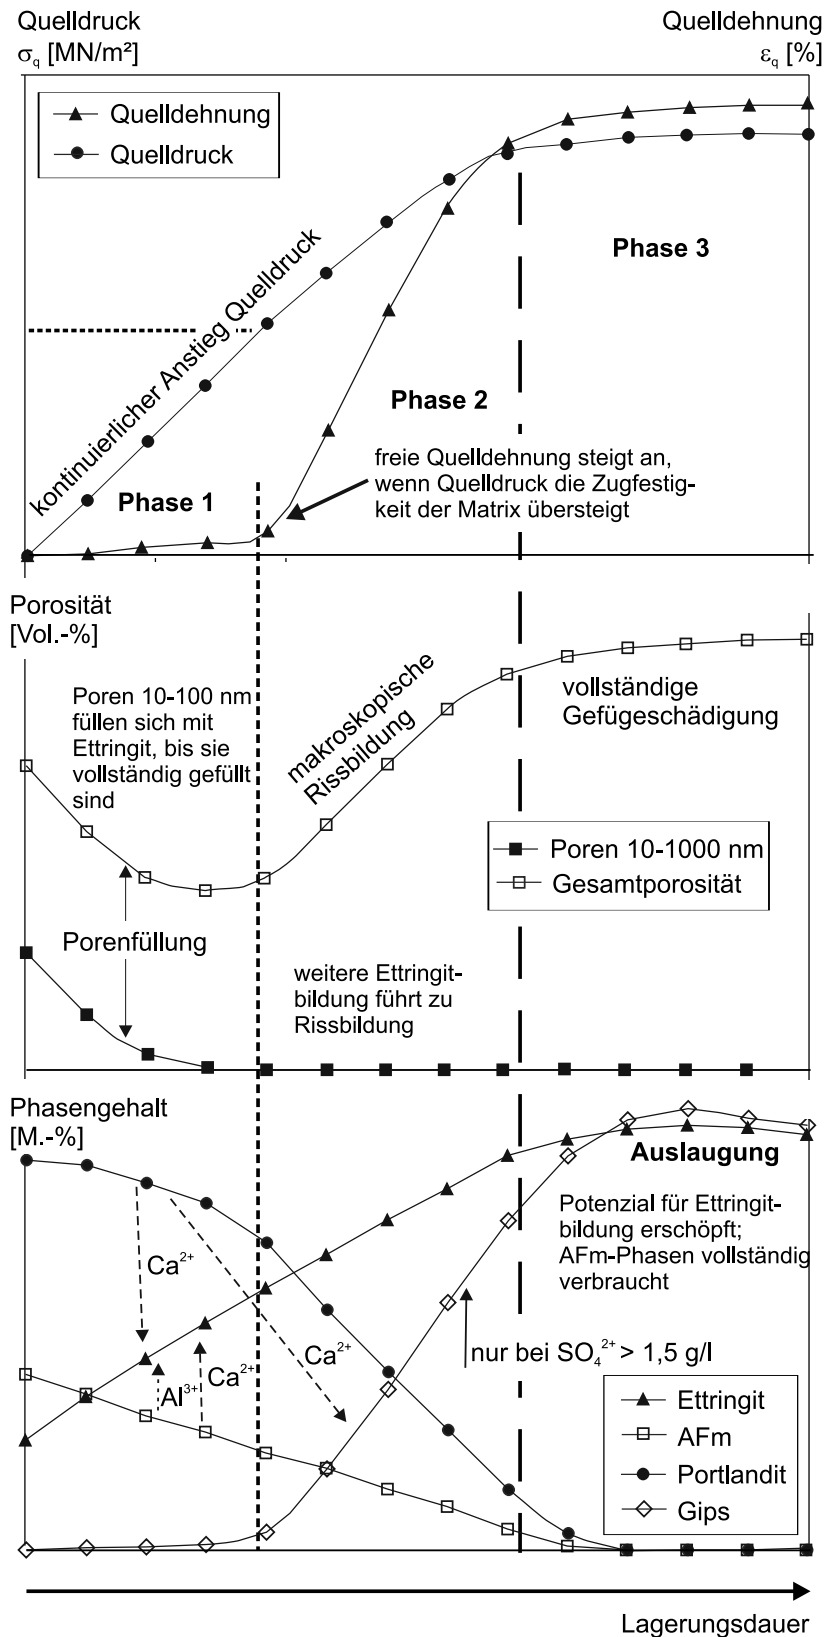 Quelldruck
σq [MN/m²]
Quelldehnung
εq [%]
Quelldehnung
Quelldruck
kontinuierlicher Anstieg Quelldruck
Phase 1
Phase 2
Phase 3
freie Quelldehnung steigt an,
wenn Quelldruck die Zugfestig-
keit der Matrix übersteigt
Porosität
[Vol.-%]
Poren 10-100 nm
füllen sich mit
Ettringit, bis sie
vollständig gefüllt
sind
makroskopische
Rissbildung
vollständige
Gefügeschädigung
Poren 10-1000 nm
Gesamtporosität
Porenfüllung
weitere Ettringit-
bildung führt zu
Rissbildung
Phasengehalt
[M.-%]
Auslaugung
Potenzial für Ettringit-
bildung erschöpft;
AFm-Phasen vollständig
verbraucht
Ca²⁺
Al³⁺
Ca²⁺
Ca²⁺
nur bei SO₄²⁺ > 1,5 g/l
Ettringit
AFm
Portlandit
Gips
Lagerungsdauer